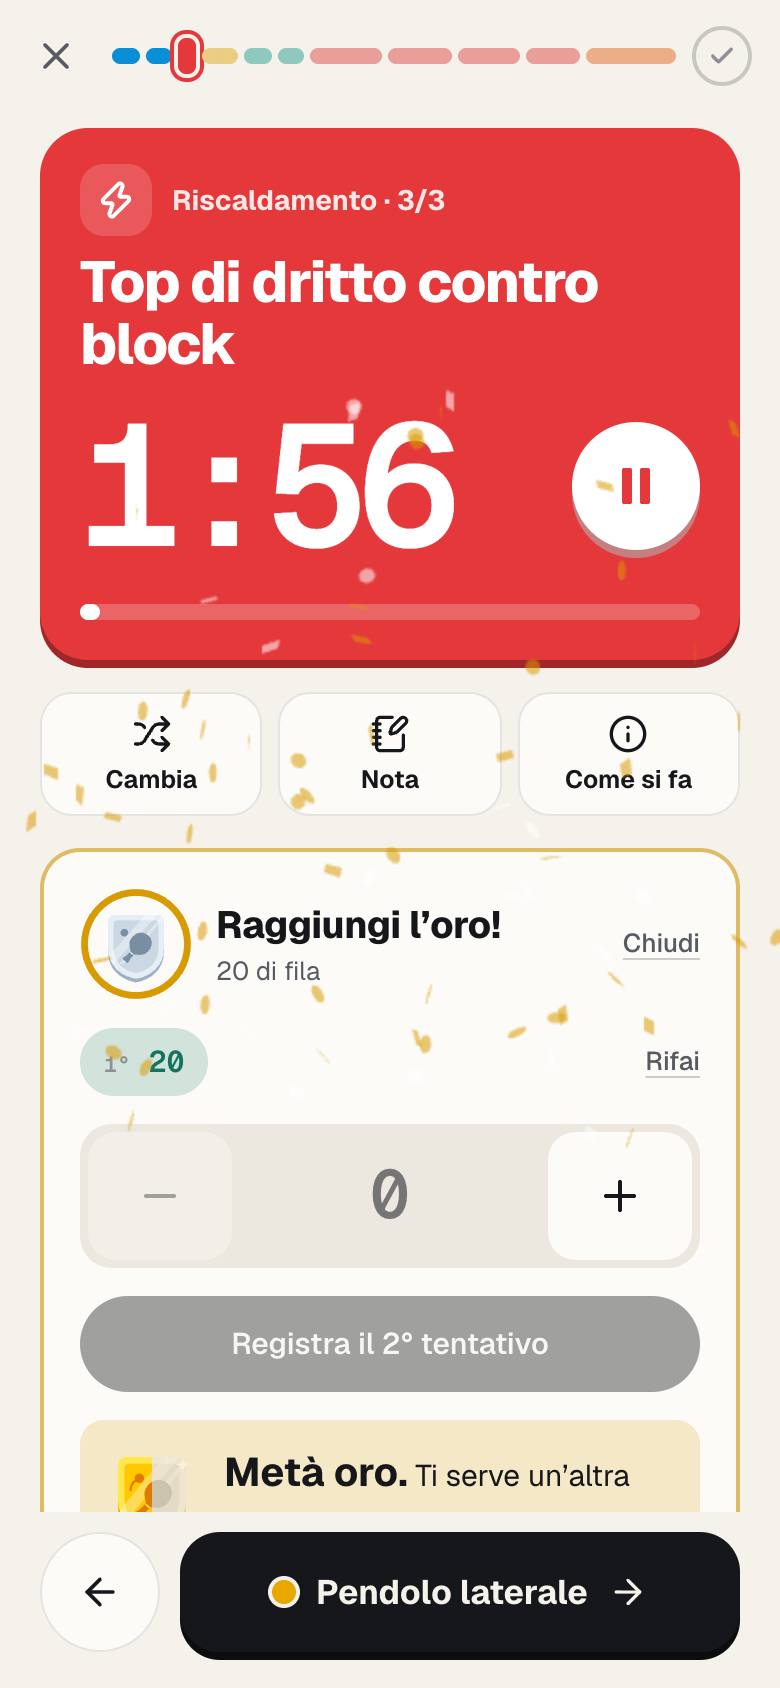 Riscaldamento · 3/3
Top di dritto contro
block
1:56
Cambia
Nota
Come si fa
Raggiungi l’oro!
20 di fila
Chiudi
1° 20
Rifai
0
Registra il 2° tentativo
Metà oro. Ti serve un’altra
Pendolo laterale